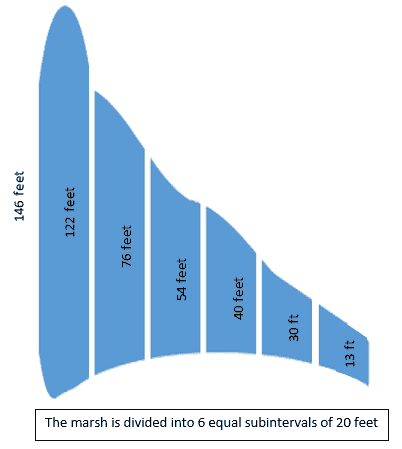 146 feet
122 feet
76 feet
54 feet
40 feet
30 ft
13 ft
The marsh is divided into 6 equal subintervals of 20 feet